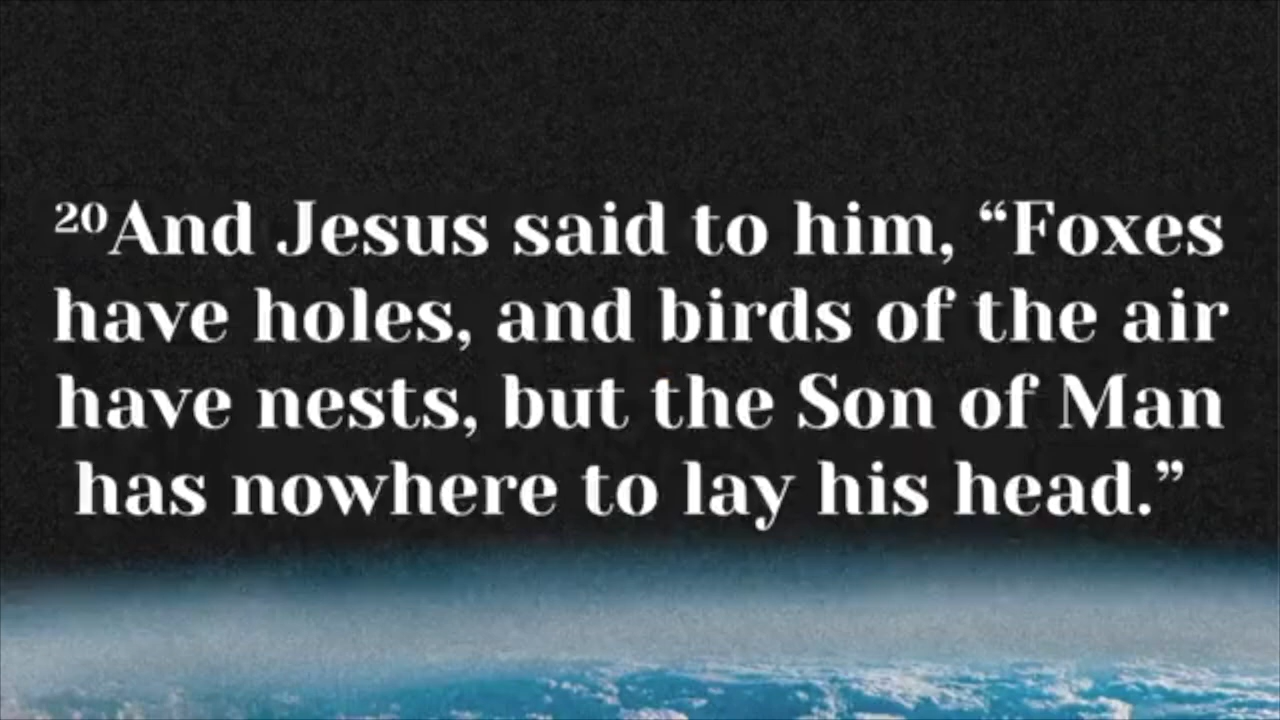 ²⁰And Jesus said to him, “Foxes
have holes, and birds of the air
have nests, but the Son of Man
has nowhere to lay his head.”